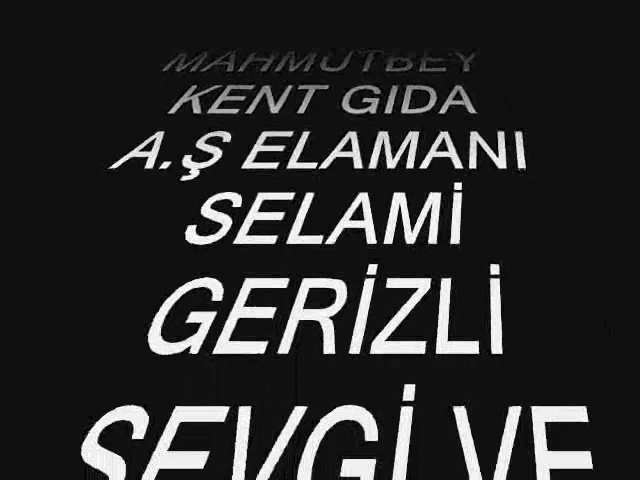 MAHMUTBEY
KENT GIDA
A.Ş ELAMANI
SELAMİ
GERİZLİ
SEVGİ VE